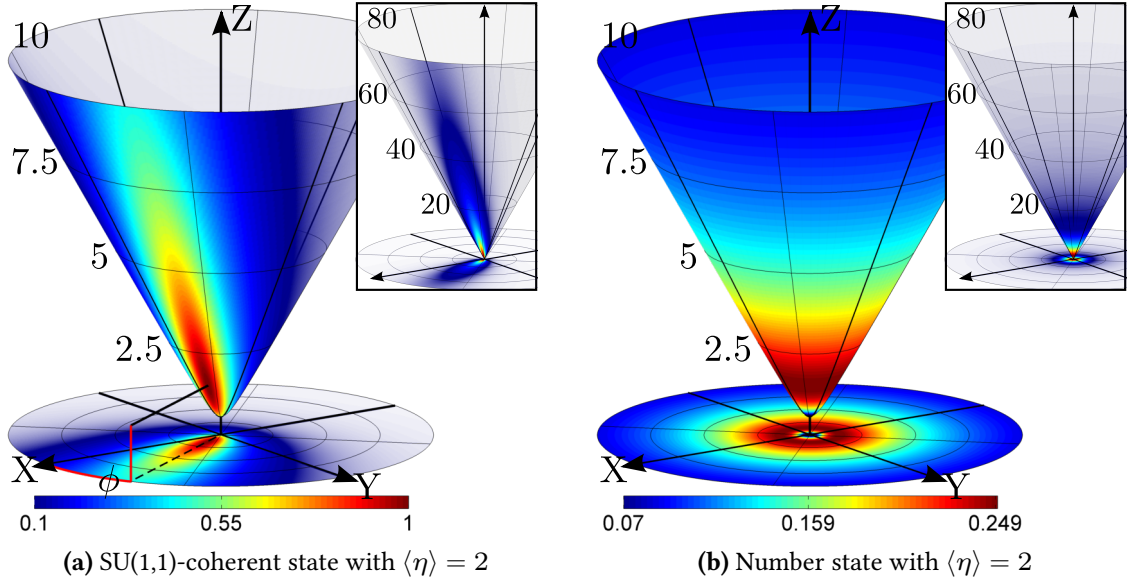 10
Z
80
60
40
20
7.5
5
2.5
X
ϕ
Y
0.1
0.55
1
(a) SU(1,1)-coherent state with ⟨η⟩ = 2
10
Z
80
60
40
20
7.5
5
2.5
X
Y
0.07
0.159
0.249
(b) Number state with ⟨η⟩ = 2